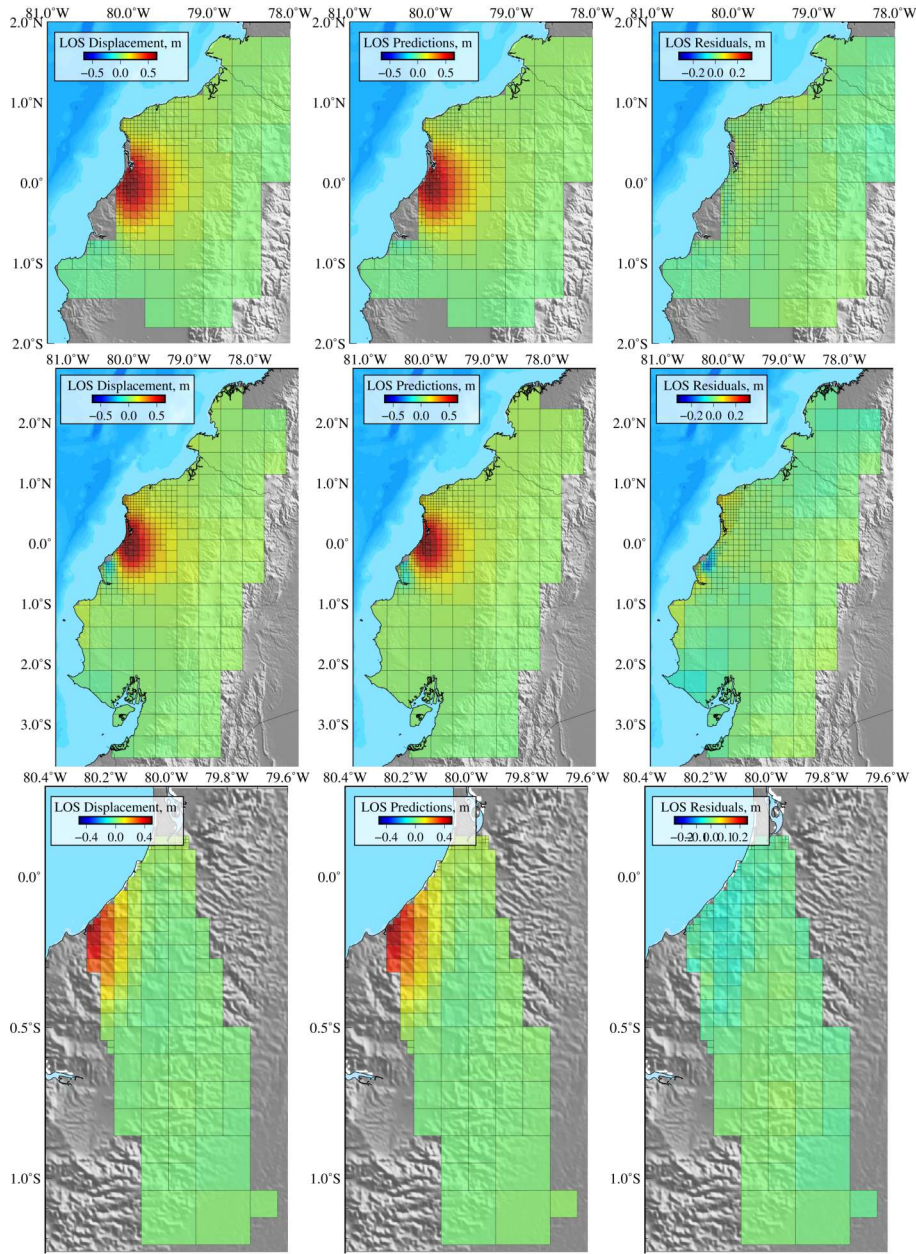 81.0°W 80.0°W 79.0°W 78.0°W 81.0°W 80.0°W 79.0°W 78.0°W 81.0°W 80.0°W 79.0°W 78.0°W
2.0°N
LOS Displacement, m LOS Predictions, m LOS Residuals, m
−0.5 0.0 0.5 −0.5 0.0 0.5 −0.2 0.0 0.2
1.0°N
0.0°
1.0°S
2.0°S
81.0°W 80.0°W 79.0°W 78.0°W 81.0°W 80.0°W 79.0°W 78.0°W 81.0°W 80.0°W 79.0°W 78.0°W
LOS Displacement, m LOS Predictions, m LOS Residuals, m
−0.5 0.0 0.5 −0.5 0.0 0.5 −0.2 0.0 0.2
2.0°N
1.0°N
0.0°
1.0°S
2.0°S
3.0°S
80.4°W 80.2°W 80.0°W 79.8°W 79.6°W 80.4°W 80.2°W 80.0°W 79.8°W 79.6°W 80.4°W 80.2°W 80.0°W 79.8°W 79.6°W
LOS Displacement, m LOS Predictions, m LOS Residuals, m
−0.4 0.0 0.4 −0.4 0.0 0.4
0.0°
0.5°S
1.0°S